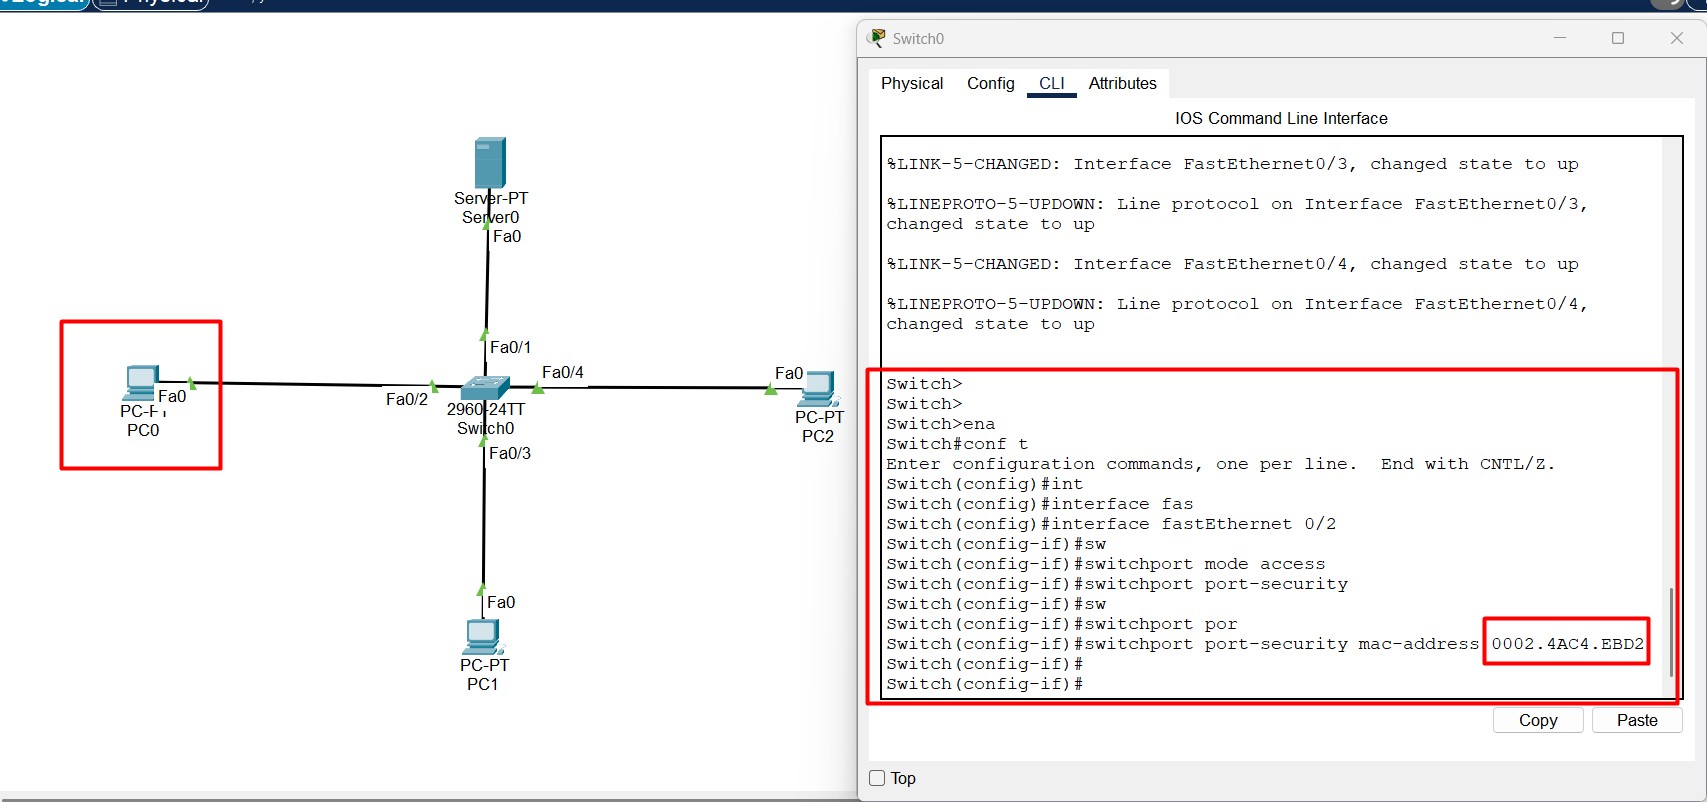 Switch0
Physical Config CLI Attributes
IOS Command Line Interface
%LINK-5-CHANGED: Interface FastEthernet0/3, changed state to up
%LINEPROTO-5-UPDOWN: Line protocol on Interface FastEthernet0/3,
changed state to up
%LINK-5-CHANGED: Interface FastEthernet0/4, changed state to up
%LINEPROTO-5-UPDOWN: Line protocol on Interface FastEthernet0/4,
changed state to up
Switch>
Switch>
Switch>ena
Switch#conf t
Enter configuration commands, one per line.  End with CNTL/Z.
Switch(config)#int
Switch(config)#interface fas
Switch(config)#interface fastEthernet 0/2
Switch(config-if)#sw
Switch(config-if)#switchport mode access
Switch(config-if)#switchport port-security
Switch(config-if)#sw
Switch(config-if)#switchport por
Switch(config-if)#switchport port-security mac-address 0002.4AC4.EBD2
Switch(config-if)#
Switch(config-if)#
Copy Paste
Top
Server-PT
Server0
Fa0
Fa0/1
Fa0/4
Fa0
Fa0
Fa0/2
2960-24TT
Switch0
PC-PT
PC2
PC0
Fa0/3
Fa0
PC-PT
PC1